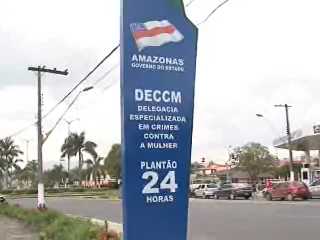 AMAZONAS
GOVERNO DO ESTADO
DECCM
DELEGACIA
ESPECIALIZADA
EM CRIMES
CONTRA
A MULHER
PLANTÃO
24
HORAS